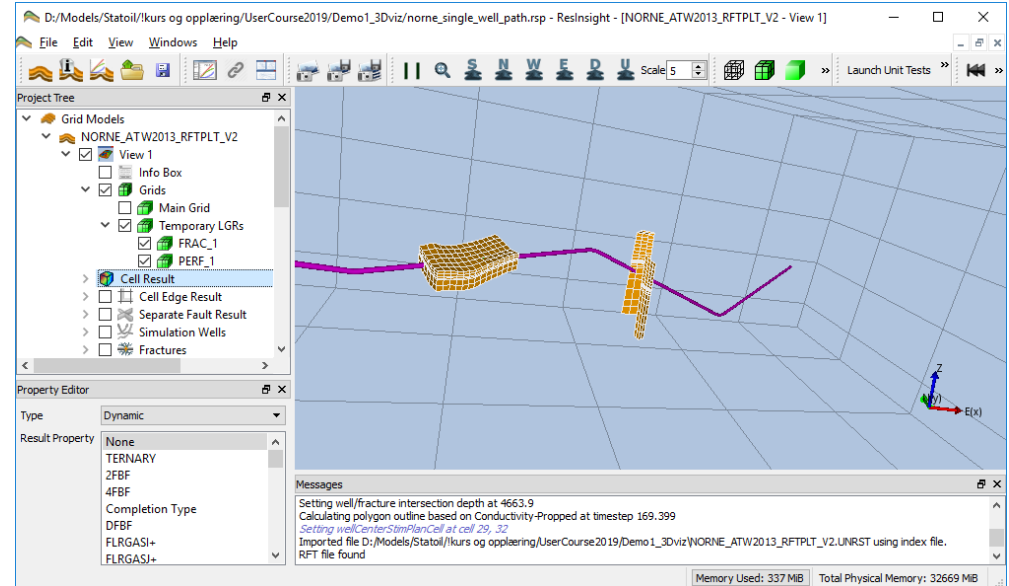 D:/Models/Statoil/!kurs og opplæring/UserCourse2019/Demo1_3Dviz/norne_single_well_path.rsp - ResInsight - [NORNE_ATW2013_RFTPLT_V2 - View 1]
File Edit View Windows Help
S N W E D U Scale 5 » Launch Unit Tests » »
Project Tree
Grid Models
NORNE_ATW2013_RFTPLT_V2
View 1
Info Box
Grids
Main Grid
Temporary LGRs
FRAC_1
PERF_1
Cell Result
Cell Edge Result
Separate Fault Result
Simulation Wells
Fractures
Z
E(x)
Property Editor
Type Dynamic
Result Property None
TERNARY
2FBF
4FBF
Completion Type
DFBF
FLRGASI+
FLRGASJ+
Messages
Setting well/fracture intersection depth at 4663.9
Calculating polygon outline based on Conductivity-Propped at timestep 169.399
Setting wellCenterStimPlanCell at cell 29, 32
Imported file D:/Models/Statoil/!kurs og opplæring/UserCourse2019/Demo1_3Dviz\NORNE_ATW2013_RFTPLT_V2.UNRST using index file.
RFT file found
Memory Used: 337 MiB Total Physical Memory: 32669 MiB